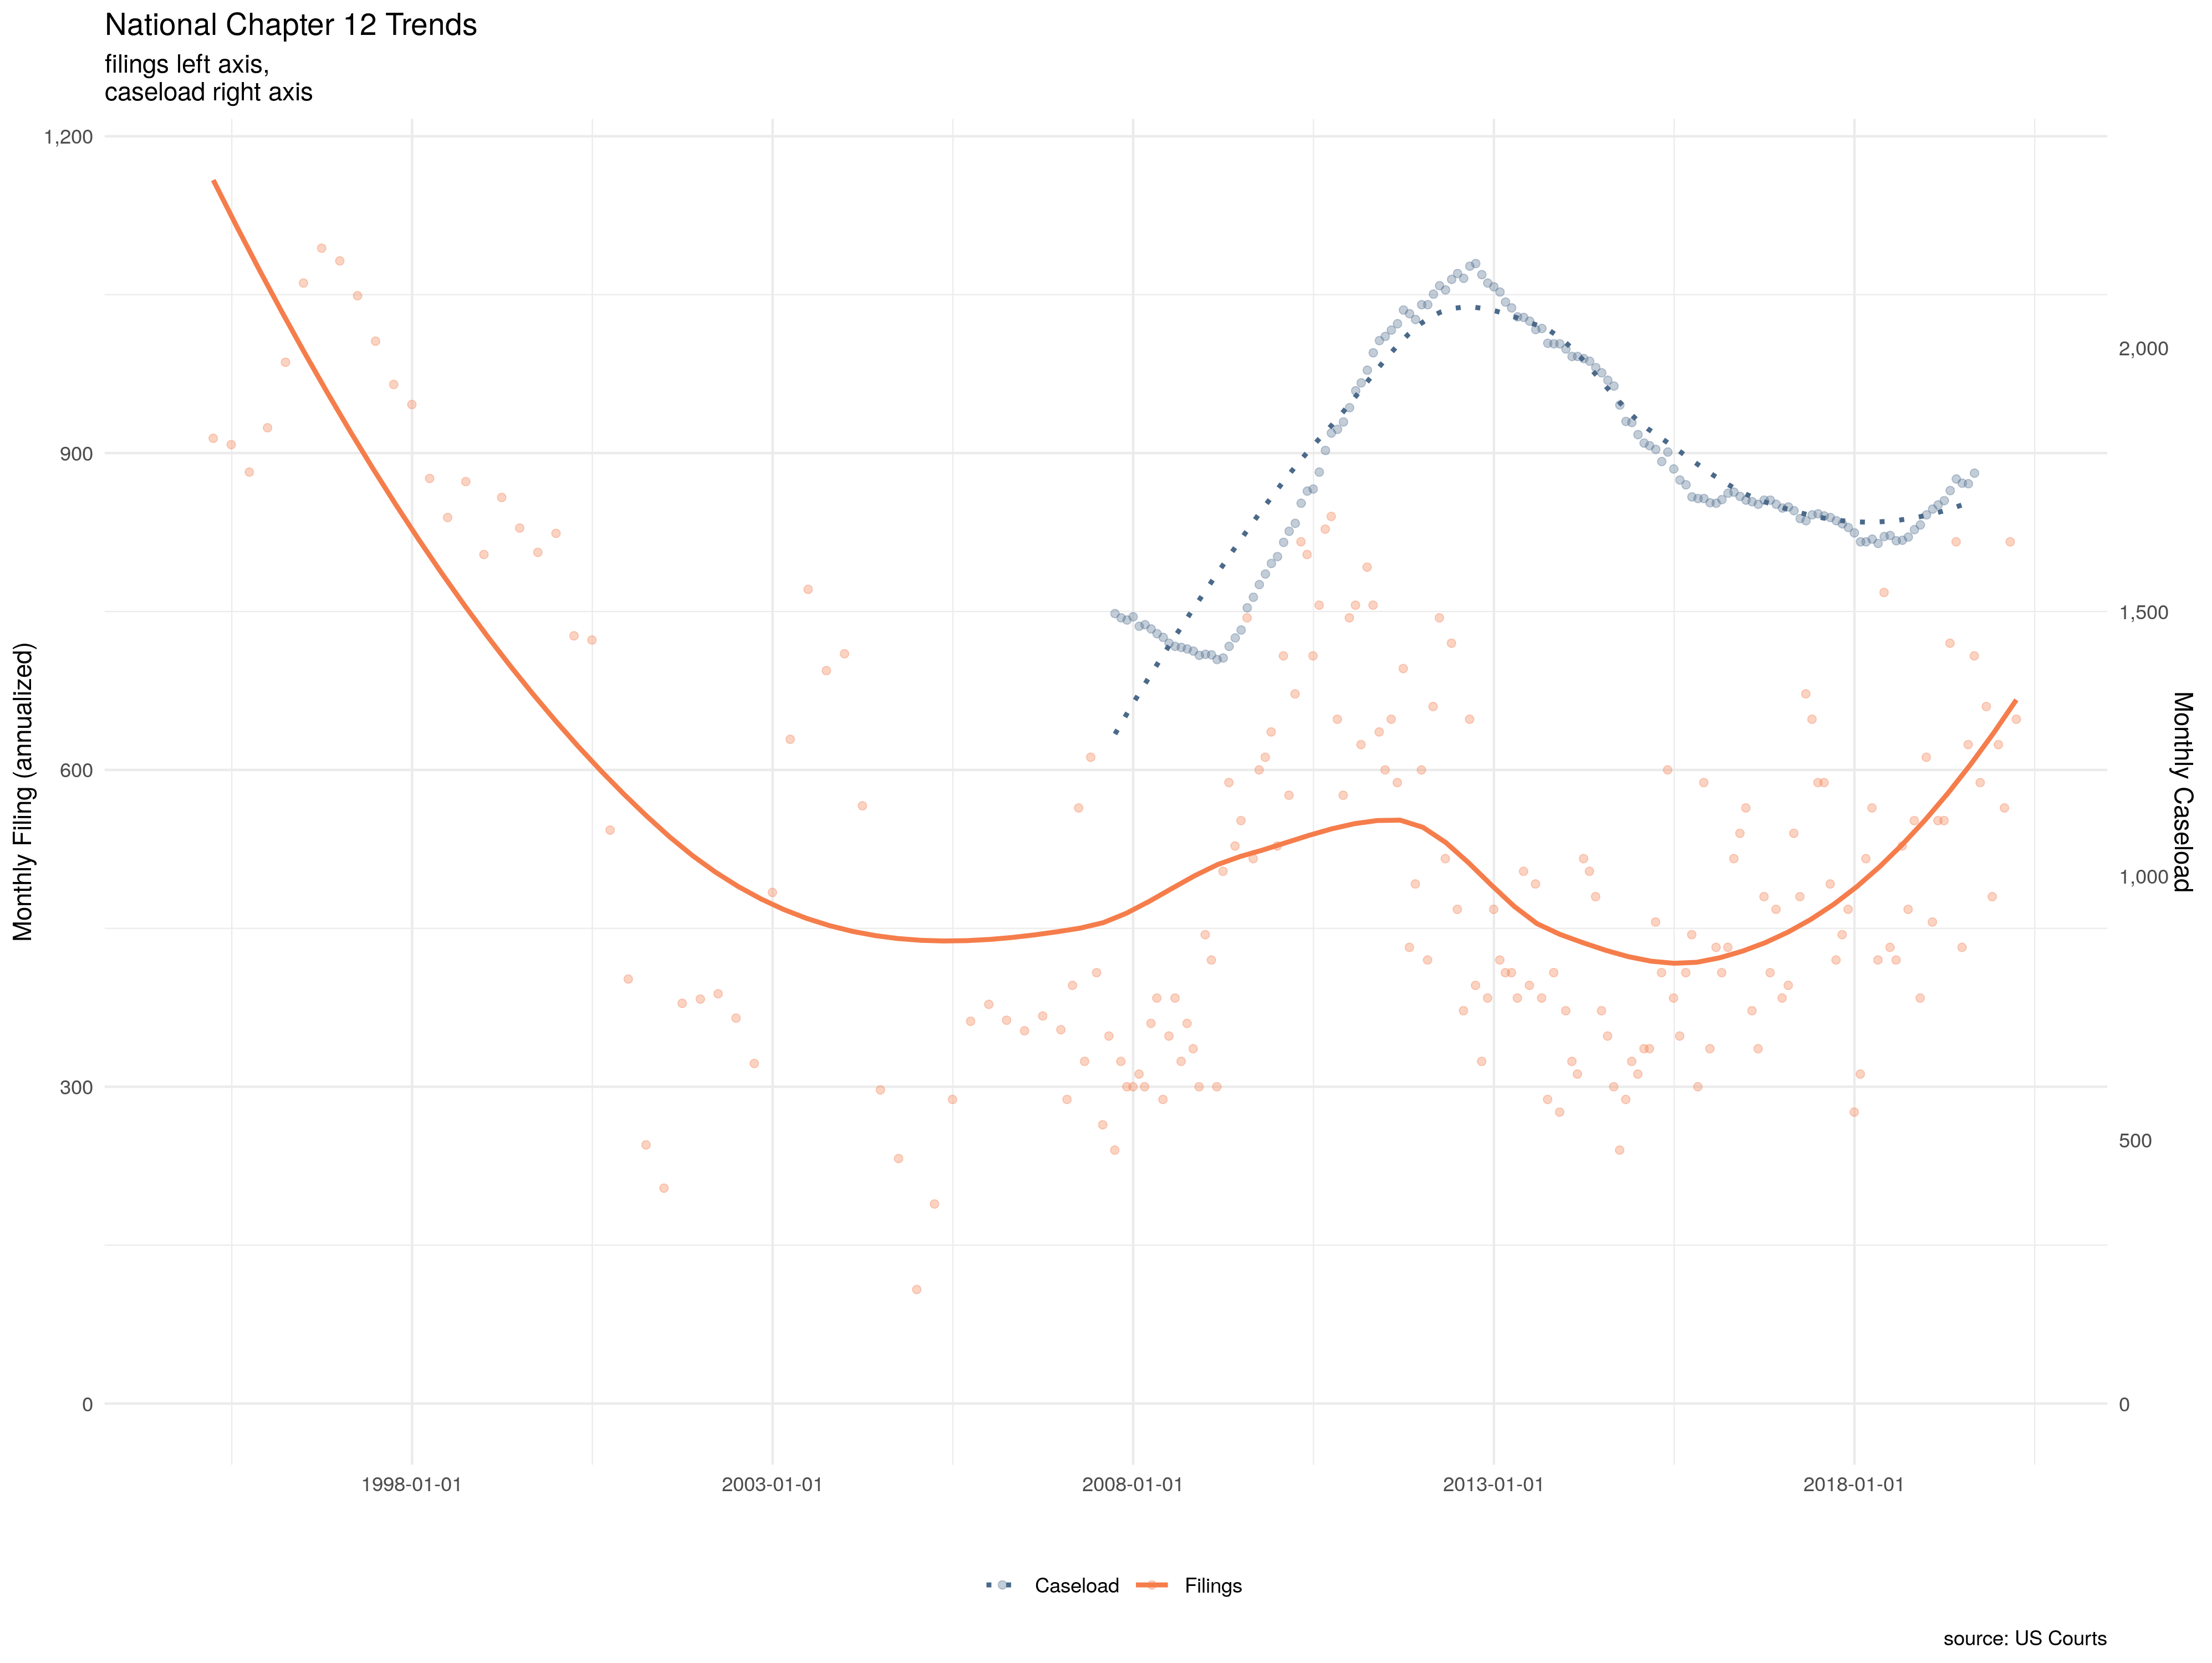 National Chapter 12 Trends
filings left axis,
caseload right axis
1,200
900
600
300
0
Monthly Filing (annualized)
2,000
1,500
1,000
500
0
Monthly Caseload
1998-01-01
2003-01-01
2008-01-01
2013-01-01
2018-01-01
Caseload
Filings
source: US Courts